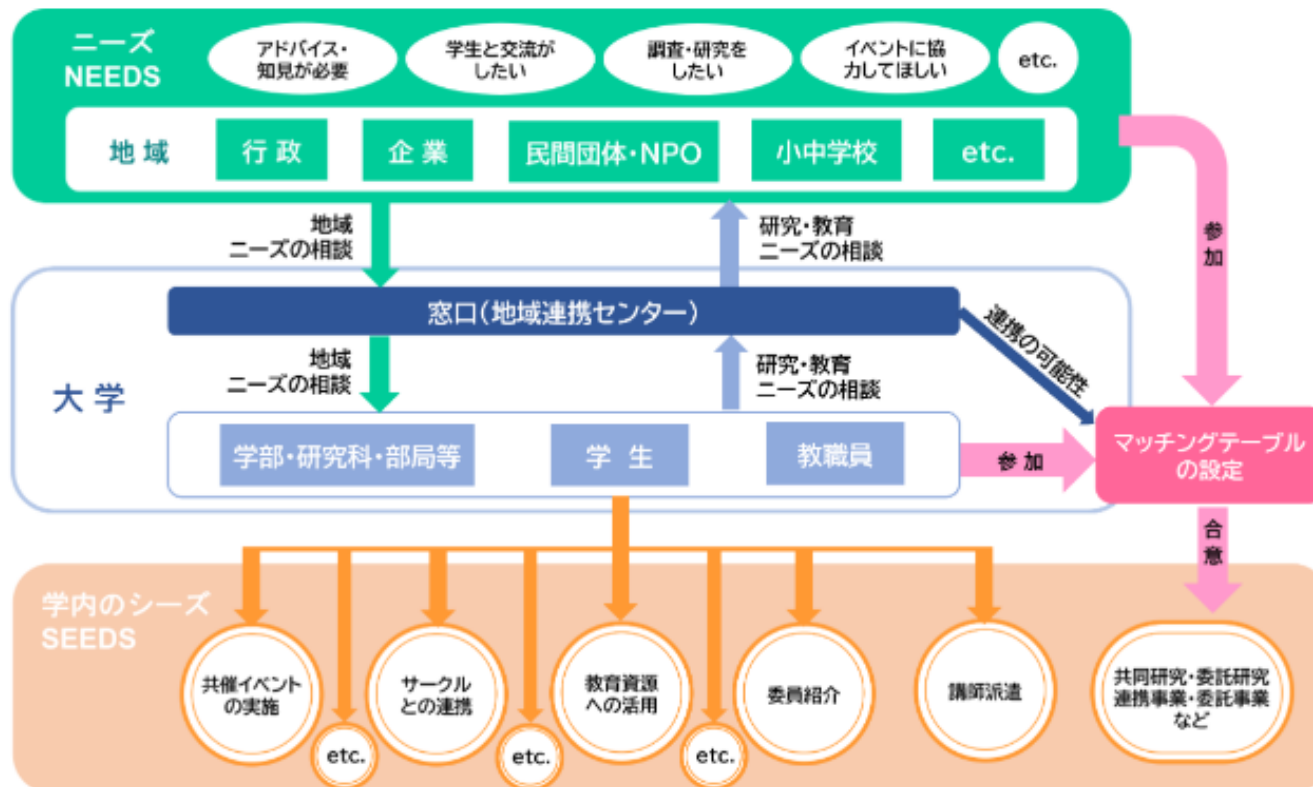 ニーズ
NEEDS
アドバイス・
知見が必要
学生と交流が
したい
調査・研究を
したい
イベントに協
力してほしい
etc.
地域
行政
企業
民間団体・NPO
小中学校
etc.
地域
ニーズの相談
研究・教育
ニーズの相談
参加
大学
窓口(地域連携センター)
地域
ニーズの相談
研究・教育
ニーズの相談
連携の可能性
学部・研究科・部局等
学生
教職員
参加
マッチングテーブル
の設定
合意
学内のシーズ
SEEDS
共催イベント
の実施
etc.
サークル
との連携
etc.
教育資源
への活用
etc.
委員紹介
講師派遣
共同研究・委託研究
連携事業・委託事業
など